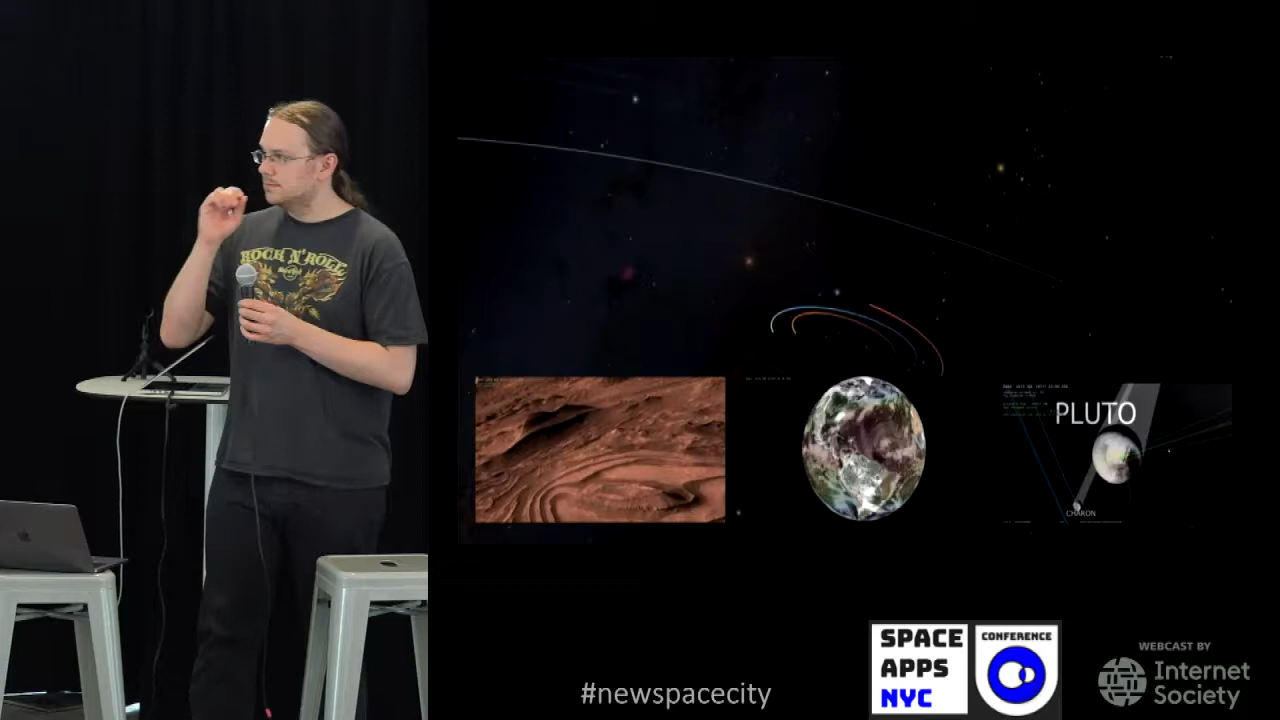 ROCK N' ROLL
PLUTO
CHARON
SPACE
APPS
NYC
CONFERENCE
#newspacecity
WEBCAST BY
Internet
Society